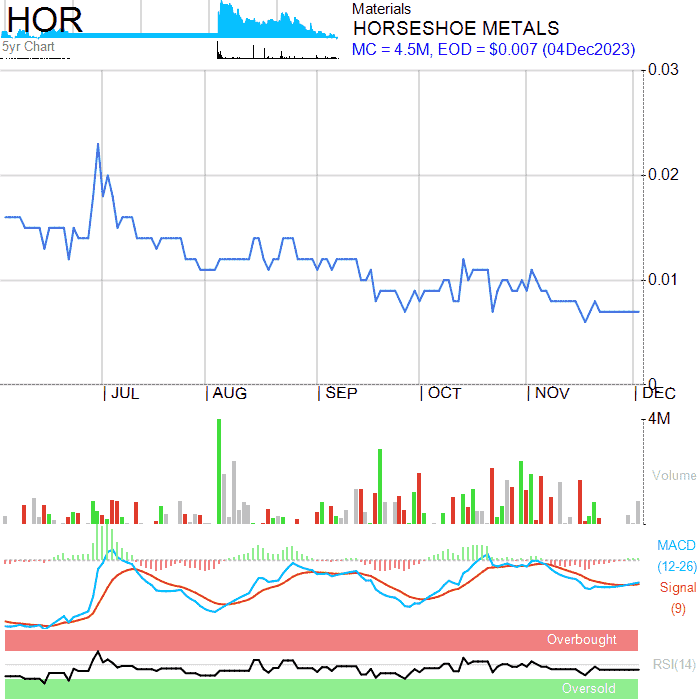 HOR
5yr Chart
Materials
HORSESHOE METALS
MC = 4.5M, EOD = $0.007 (04Dec2023)
0.03
0.02
0.01
0
JUL AUG SEP OCT NOV DEC
4M
Volume
MACD
(12-26)
Signal
(9)
Overbought
RSI(14)
Oversold